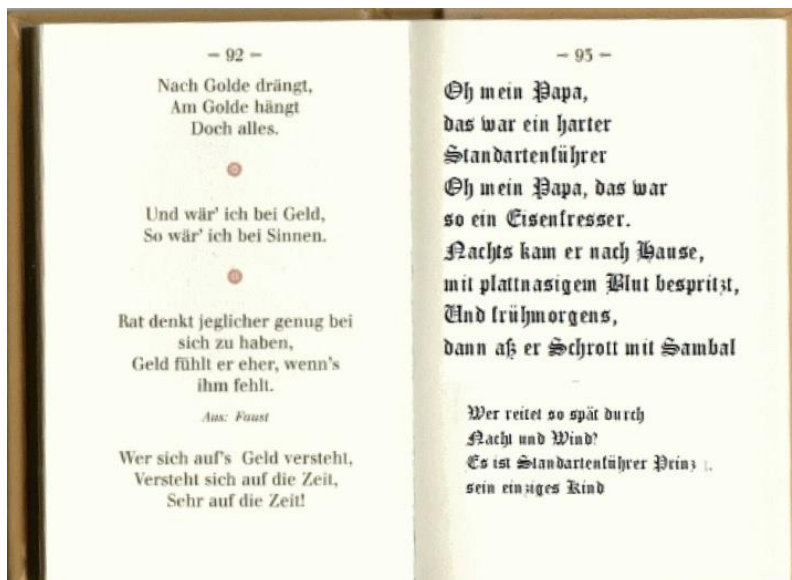 – 92 –
Nach Golde drängt,
Am Golde hängt
Doch alles.
Und wär' ich bei Geld,
So wär' ich bei Sinnen.
Rat denkt jeglicher genug bei
sich zu haben,
Geld fühlt er eher, wenn's
ihm fehlt.
Aus: Faust
Wer sich auf's Geld versteht,
Versteht sich auf die Zeit,
Sehr auf die Zeit!
– 93 –
Oh mein Papa,
das war ein harter
Standartenführer
Oh mein Papa, das war
so ein Eisenfresser.
Nachts kam er nach Hause,
mit plattnasigem Blut bespritzt,
Und frühmorgens,
dann aß er Schrott mit Sambal
Wer reitet so spät durch
Nacht und Wind?
Es ist Standartenführer Prinz
sein einziges Kind